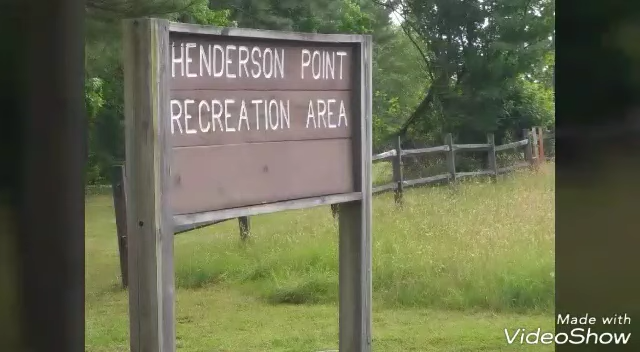 HENDERSON POINT
RECREATION AREA
Made with
VideoShow